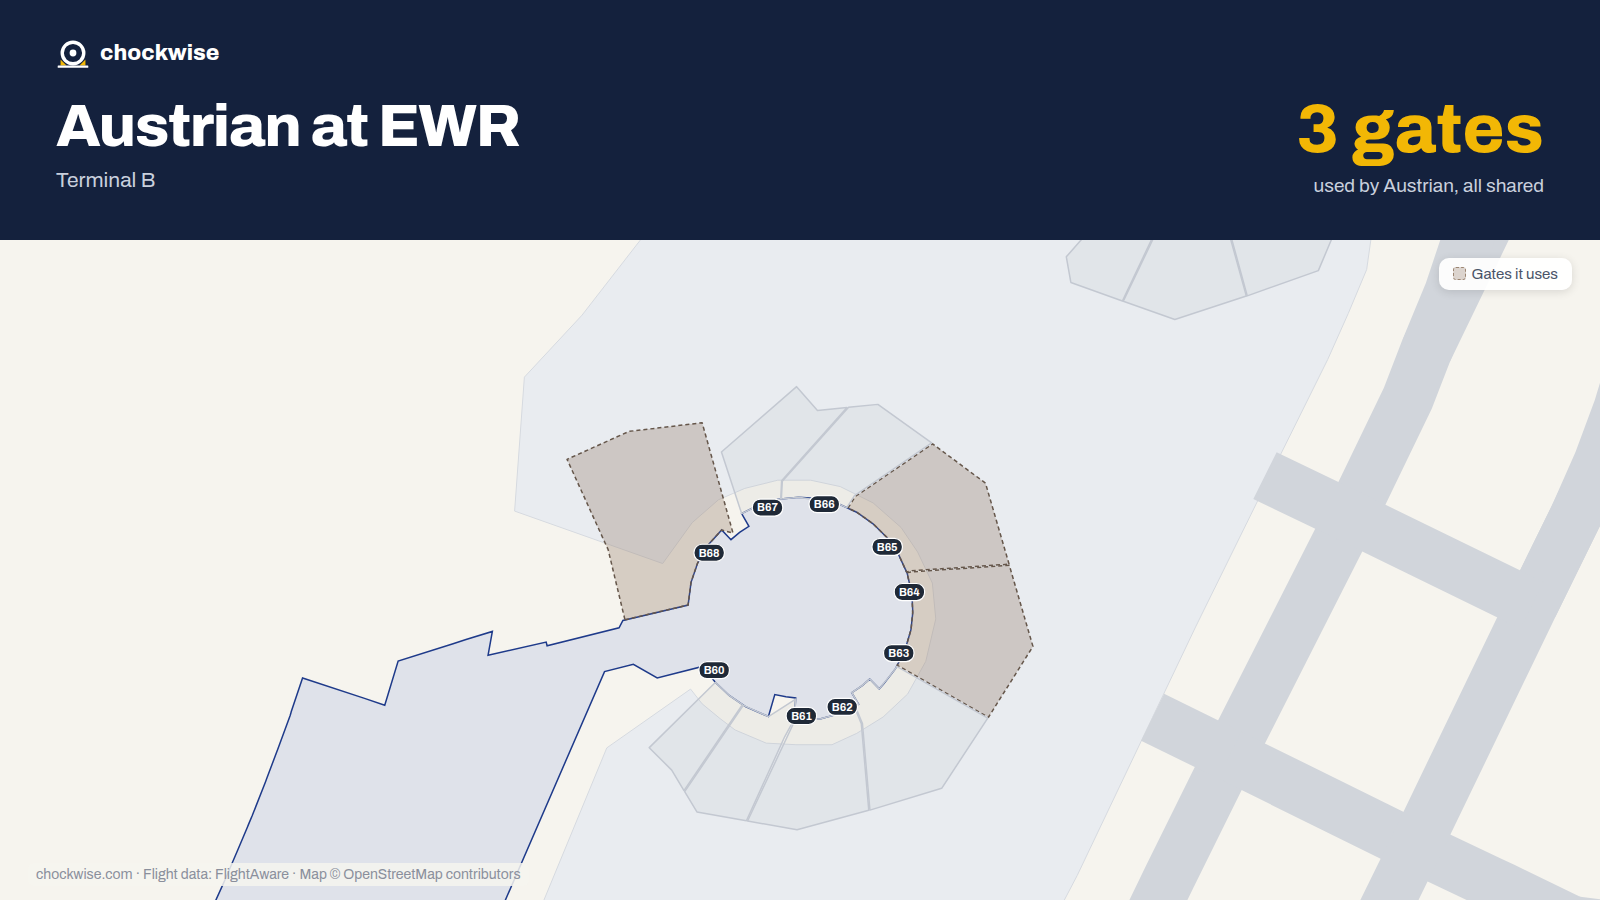 chockwise
Austrian at EWR
Terminal B
3 gates
used by Austrian, all shared
Gates it uses
B67
B66
B68
B65
B64
B63
B60
B61
B62
chockwise.com · Flight data: FlightAware · Map © OpenStreetMap contributors